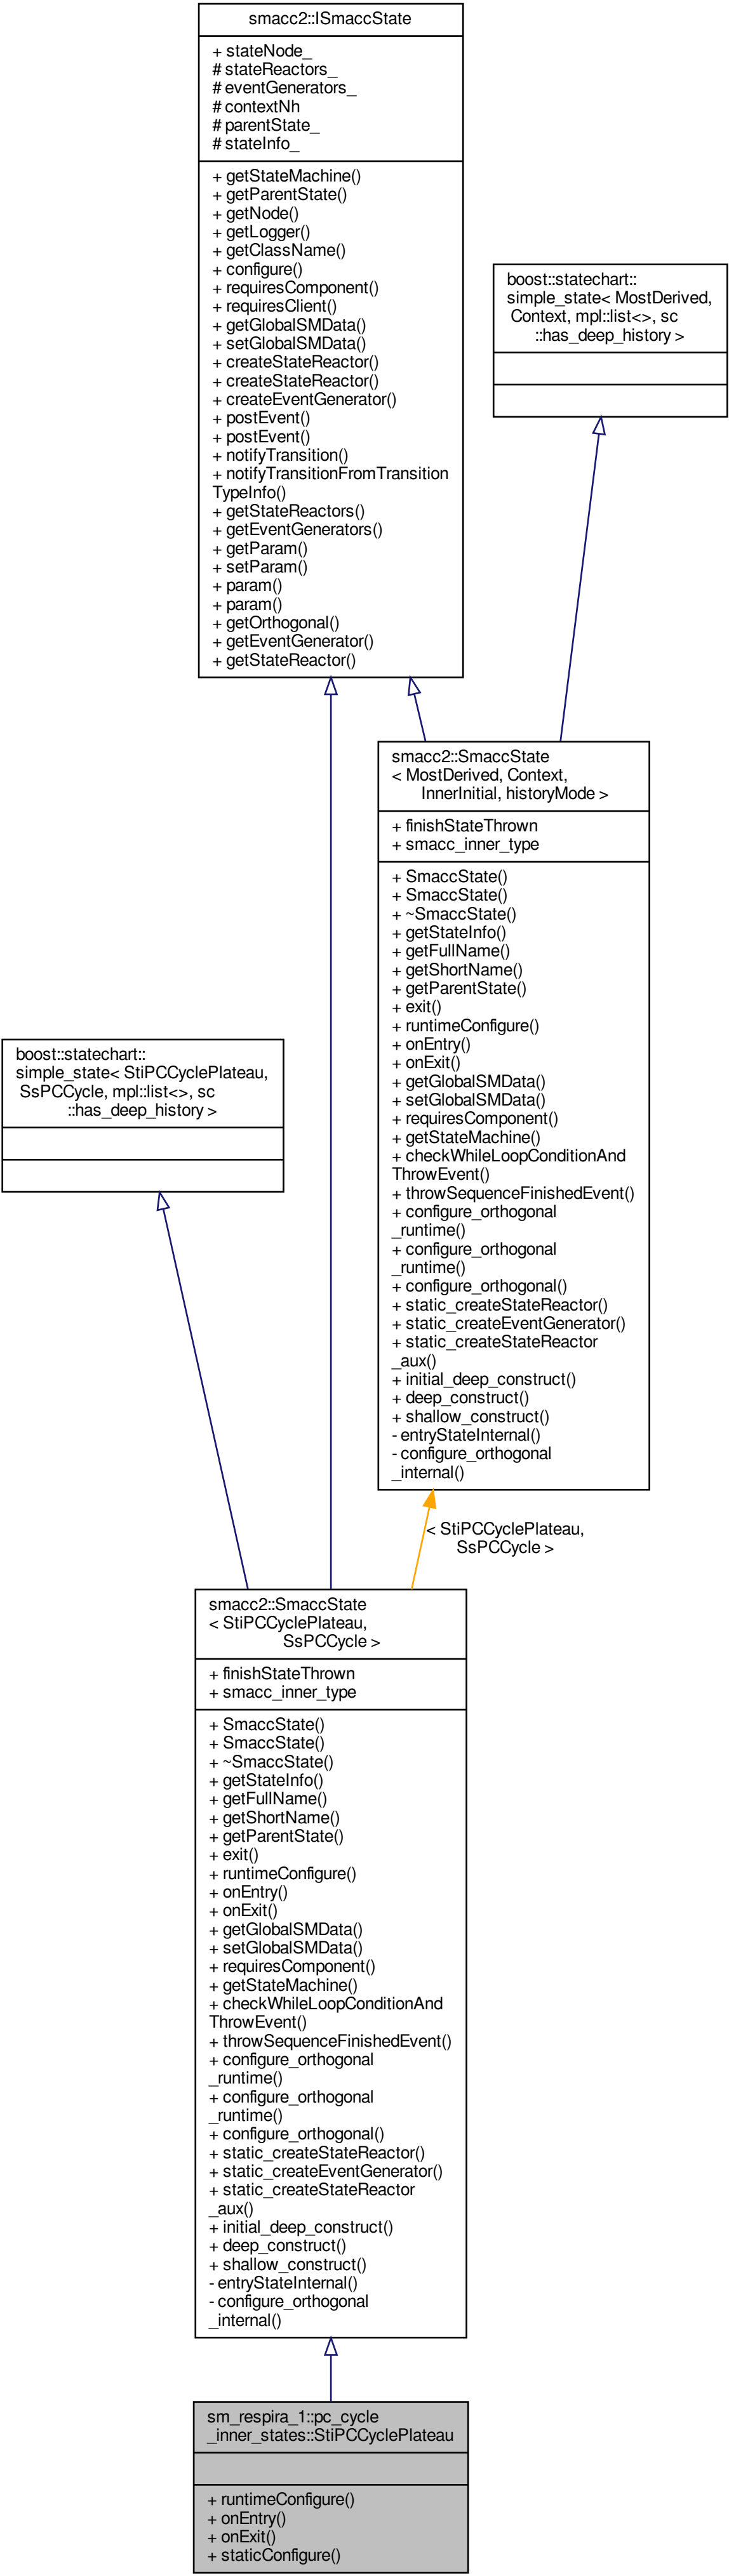 smacc2::ISmaccState
+ stateNode_
# stateReactors_
# eventGenerators_
# contextNh
# parentState_
# stateInfo_
+ getStateMachine()
+ getParentState()
+ getNode()
+ getLogger()
+ getClassName()
+ configure()
+ requiresComponent()
+ requiresClient()
+ getGlobalSMData()
+ setGlobalSMData()
+ createStateReactor()
+ createStateReactor()
+ createEventGenerator()
+ postEvent()
+ postEvent()
+ notifyTransition()
+ notifyTransitionFromTransition
TypeInfo()
+ getStateReactors()
+ getEventGenerators()
+ getParam()
+ setParam()
+ param()
+ param()
+ getOrthogonal()
+ getEventGenerator()
+ getStateReactor()
boost::statechart::
simple_state< MostDerived,
Context, mpl::list<>, sc
::has_deep_history >
smacc2::SmaccState
< MostDerived, Context,
InnerInitial, historyMode >
+ finishStateThrown
+ smacc_inner_type
+ SmaccState()
+ SmaccState()
+ ~SmaccState()
+ getStateInfo()
+ getFullName()
+ getShortName()
+ getParentState()
+ exit()
+ runtimeConfigure()
+ onEntry()
+ onExit()
+ getGlobalSMData()
+ setGlobalSMData()
+ requiresComponent()
+ getStateMachine()
+ checkWhileLoopConditionAnd
ThrowEvent()
+ throwSequenceFinishedEvent()
+ configure_orthogonal
_runtime()
+ configure_orthogonal
_runtime()
+ configure_orthogonal()
+ static_createStateReactor()
+ static_createEventGenerator()
+ static_createStateReactor
_aux()
+ initial_deep_construct()
+ deep_construct()
+ shallow_construct()
- entryStateInternal()
- configure_orthogonal
_internal()
boost::statechart::
simple_state< StiPCCyclePlateau,
SsPCCycle, mpl::list<>, sc
::has_deep_history >
< StiPCCyclePlateau,
SsPCCycle >
smacc2::SmaccState
< StiPCCyclePlateau,
SsPCCycle >
+ finishStateThrown
+ smacc_inner_type
+ SmaccState()
+ SmaccState()
+ ~SmaccState()
+ getStateInfo()
+ getFullName()
+ getShortName()
+ getParentState()
+ exit()
+ runtimeConfigure()
+ onEntry()
+ onExit()
+ getGlobalSMData()
+ setGlobalSMData()
+ requiresComponent()
+ getStateMachine()
+ checkWhileLoopConditionAnd
ThrowEvent()
+ throwSequenceFinishedEvent()
+ configure_orthogonal
_runtime()
+ configure_orthogonal
_runtime()
+ configure_orthogonal()
+ static_createStateReactor()
+ static_createEventGenerator()
+ static_createStateReactor
_aux()
+ initial_deep_construct()
+ deep_construct()
+ shallow_construct()
- entryStateInternal()
- configure_orthogonal
_internal()
sm_respira_1::pc_cycle
_inner_states::StiPCCyclePlateau
+ runtimeConfigure()
+ onEntry()
+ onExit()
+ staticConfigure()